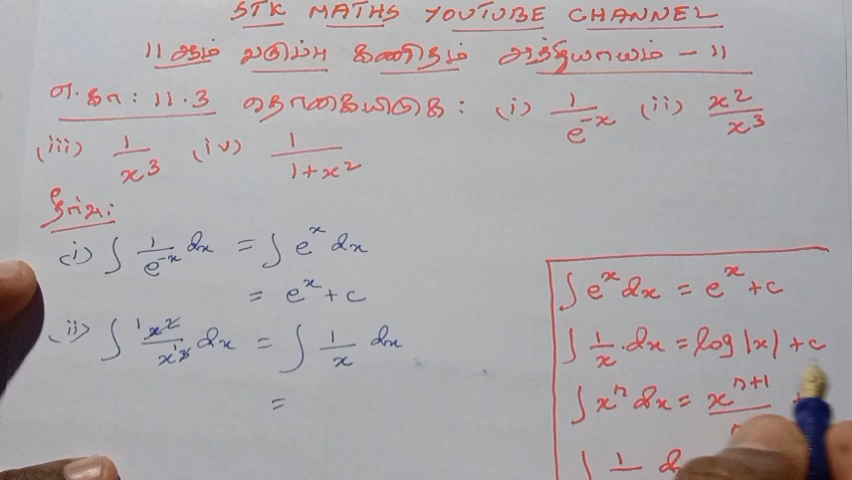 STK MATHS YOUTUBE CHANNEL
11 ஆம் வகுப்பு கணிதம் அத்தியாயம் - 11
எ.கா: 11.3 தொகையிடுக: (i) 1/e^-x (ii) x²/x³
(iii) 1/x³ (iv) 1/1+x²
தீர்வு:
(i) ∫ 1/e^-x dx = ∫ e^x dx
= e^x + c
(ii) ∫ x²/x³ dx = ∫ 1/x dx
=
∫ e^x dx = e^x + c
∫ 1/x . dx = log |x| + c
∫ x^n dx = x^n+1
∫ 1 d